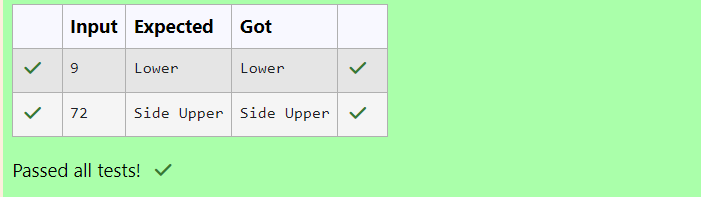 Input Expected Got
9 Lower Lower
72 Side Upper Side Upper
Passed all tests!